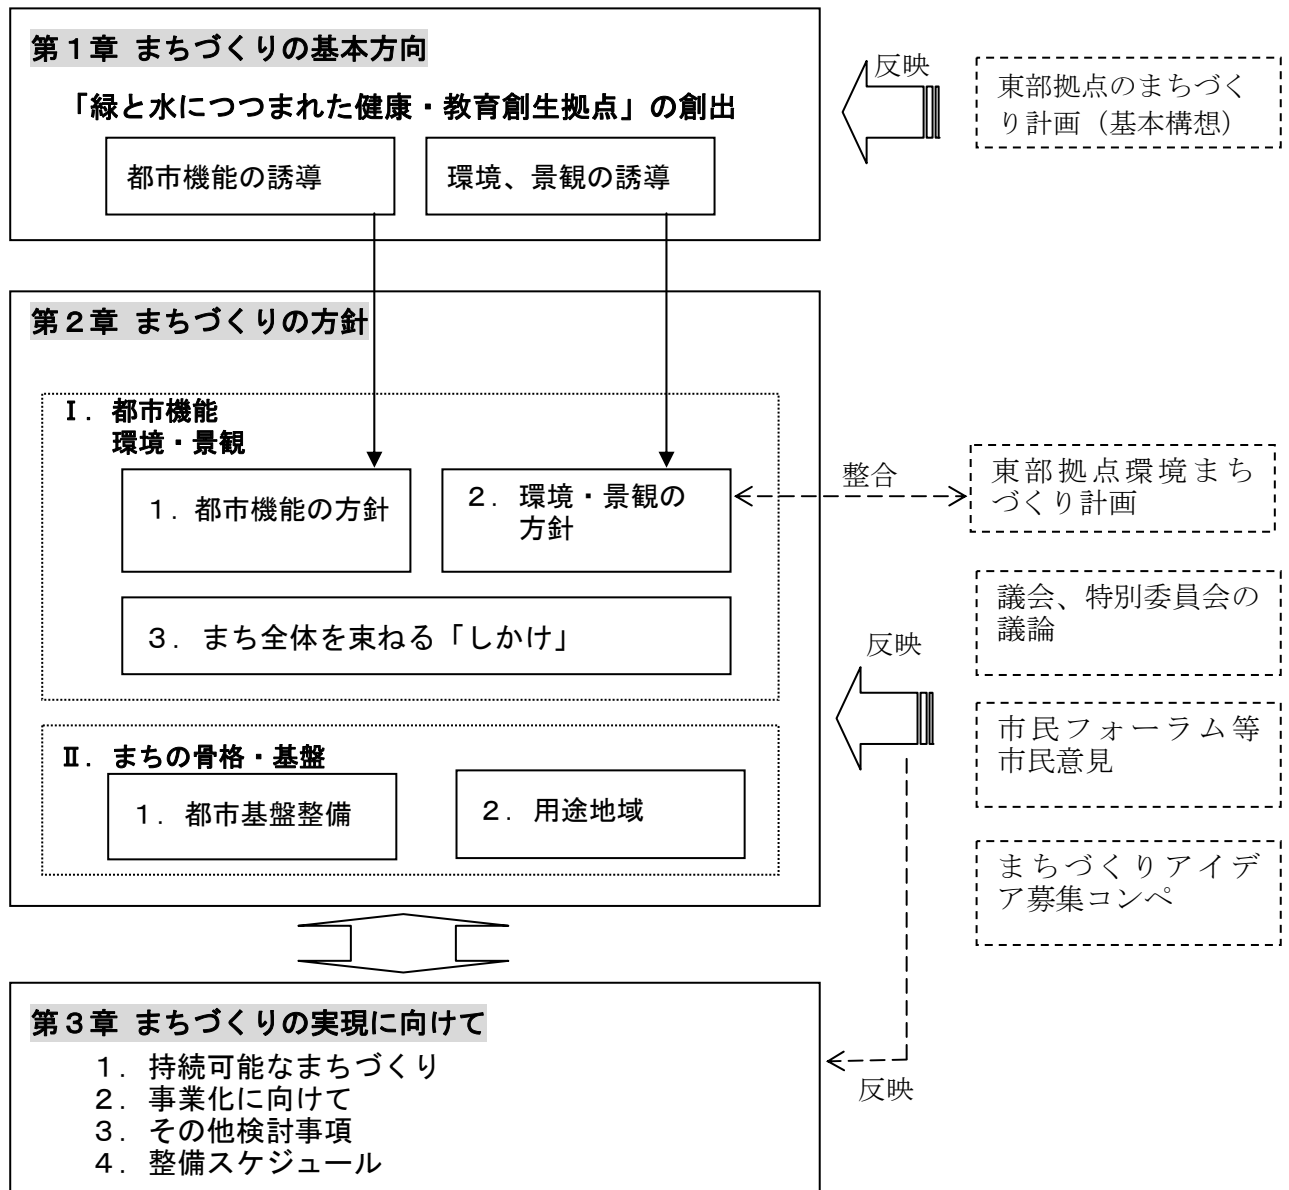 第１章 まちづくりの基本方向
「緑と水につつまれた健康・教育創生拠点」の創出
都市機能の誘導
環境、景観の誘導
反映
東部拠点のまちづく
り計画（基本構想）
第２章 まちづくりの方針
Ⅰ．都市機能
環境・景観
１．都市機能の方針
２．環境・景観の
方針
３．まち全体を束ねる「しかけ」
整合
東部拠点環境まち
づくり計画
議会、特別委員会の
議論
反映
市民フォーラム等
市民意見
まちづくりアイデ
ア募集コンペ
Ⅱ．まちの骨格・基盤
１．都市基盤整備
２．用途地域
第３章 まちづくりの実現に向けて
１．持続可能なまちづくり
２．事業化に向けて
３．その他検討事項
４．整備スケジュール
反映